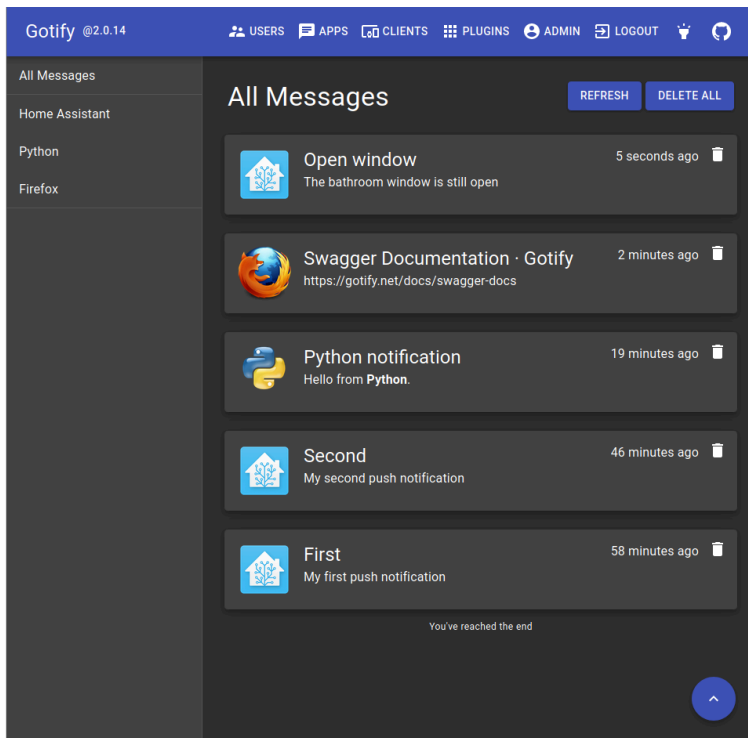 Gotify @2.0.14
USERS APPS CLIENTS PLUGINS ADMIN LOGOUT
All Messages
Home Assistant
Python
Firefox
All Messages
REFRESH DELETE ALL
Open window
5 seconds ago
The bathroom window is still open
Swagger Documentation · Gotify
2 minutes ago
https://gotify.net/docs/swagger-docs
Python notification
19 minutes ago
Hello from Python.
Second
46 minutes ago
My second push notification
First
58 minutes ago
My first push notification
You've reached the end